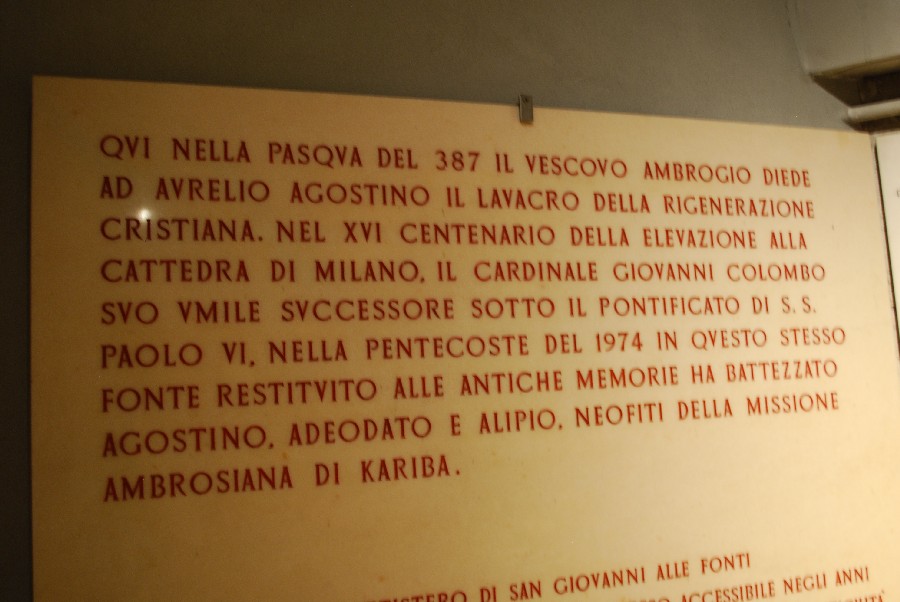 QVI NELLA PASQVA DEL 387 IL VESCOVO AMBROGIO DIEDE
AD AVRELIO AGOSTINO IL LAVACRO DELLA RIGENERAZIONE
CRISTIANA. NEL XVI CENTENARIO DELLA ELEVAZIONE ALLA
CATTEDRA DI MILANO, IL CARDINALE GIOVANNI COLOMBO
SVO VMILE SVCCESSORE SOTTO IL PONTIFICATO DI S. S.
PAOLO VI, NELLA PENTECOSTE DEL 1974 IN QVESTO STESSO
FONTE RESTITVITO ALLE ANTICHE MEMORIE HA BATTEZZATO
AGOSTINO, ADEODATO E ALIPIO, NEOFITI DELLA MISSIONE
AMBROSIANA DI KARIBA.
DI SAN GIOVANNI ALLE FONTI
ACCESSIBILE NEGLI ANNI